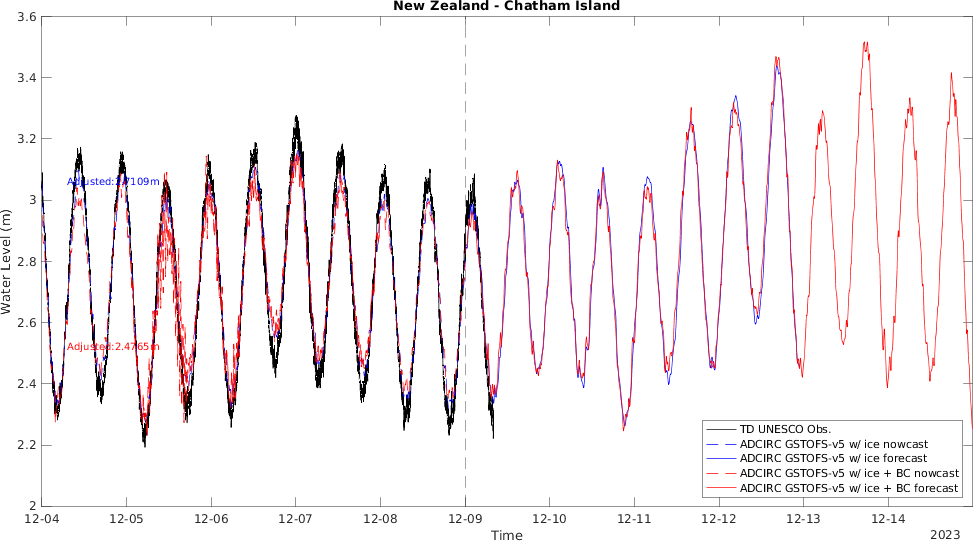 New Zealand - Chatham Island
3.6
3.4
3.2
3
2.8
2.6
2.4
2.2
2
Water Level (m)
Adjusted:2.7109m
Adjusted:2.4765m
TD UNESCO Obs.
ADCIRC GSTOFS-v5 w/ ice nowcast
ADCIRC GSTOFS-v5 w/ ice forecast
ADCIRC GSTOFS-v5 w/ ice + BC nowcast
ADCIRC GSTOFS-v5 w/ ice + BC forecast
12-04 12-05 12-06 12-07 12-08 12-09 12-10 12-11 12-12 12-13 12-14
Time
2023